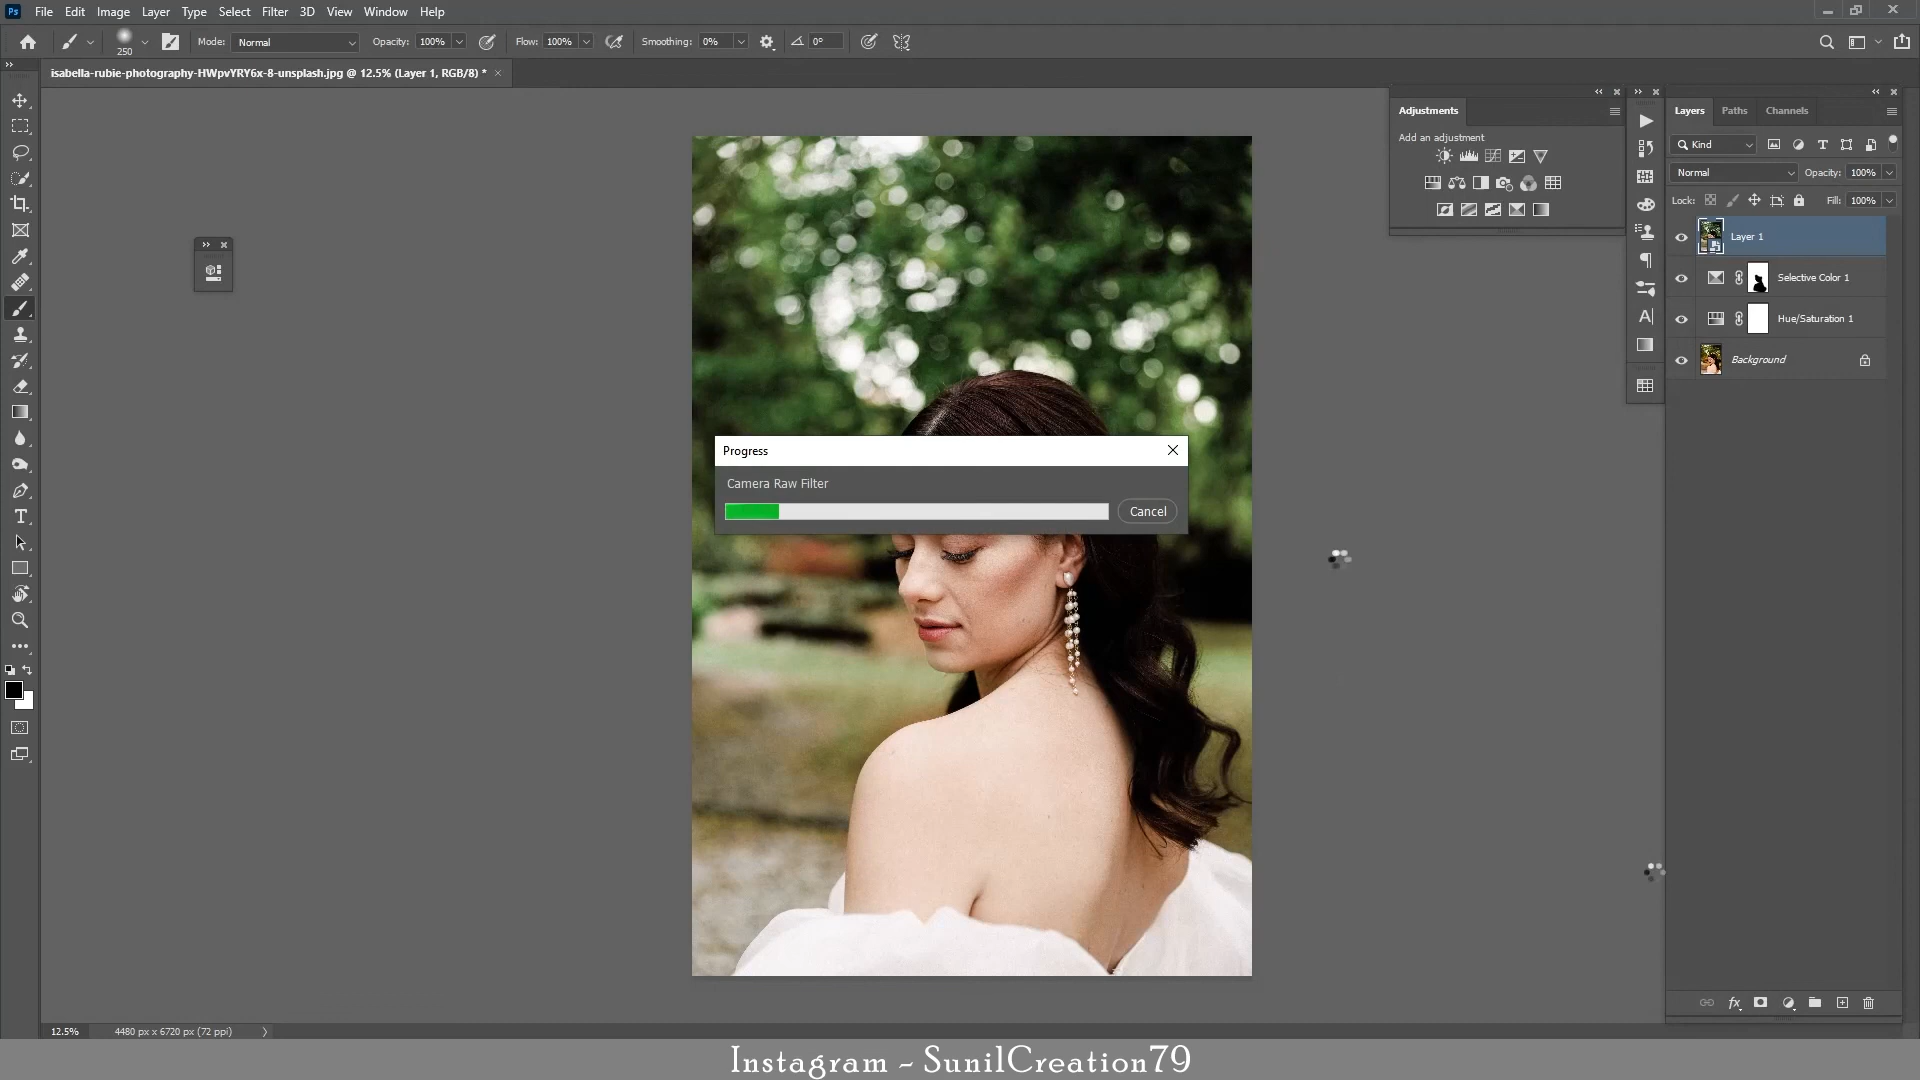 Ps File Edit Image Layer Type Select Filter 3D View Window Help
250 Mode: Normal Opacity: 100% Flow: 100% Smoothing: 0% 0°
isabella-rubie-photography-HWpvYRY6x-8-unsplash.jpg @ 12.5% (Layer 1, RGB/8) *
Adjustments
Add an adjustment
Layers Paths Channels
Kind
Normal Opacity: 100%
Lock: Fill: 100%
Layer 1
Selective Color 1
Hue/Saturation 1
Background
Progress
Camera Raw Filter
Cancel
12.5% 4480 px x 6720 px (72 ppi)
Instagram - SunilCreation79